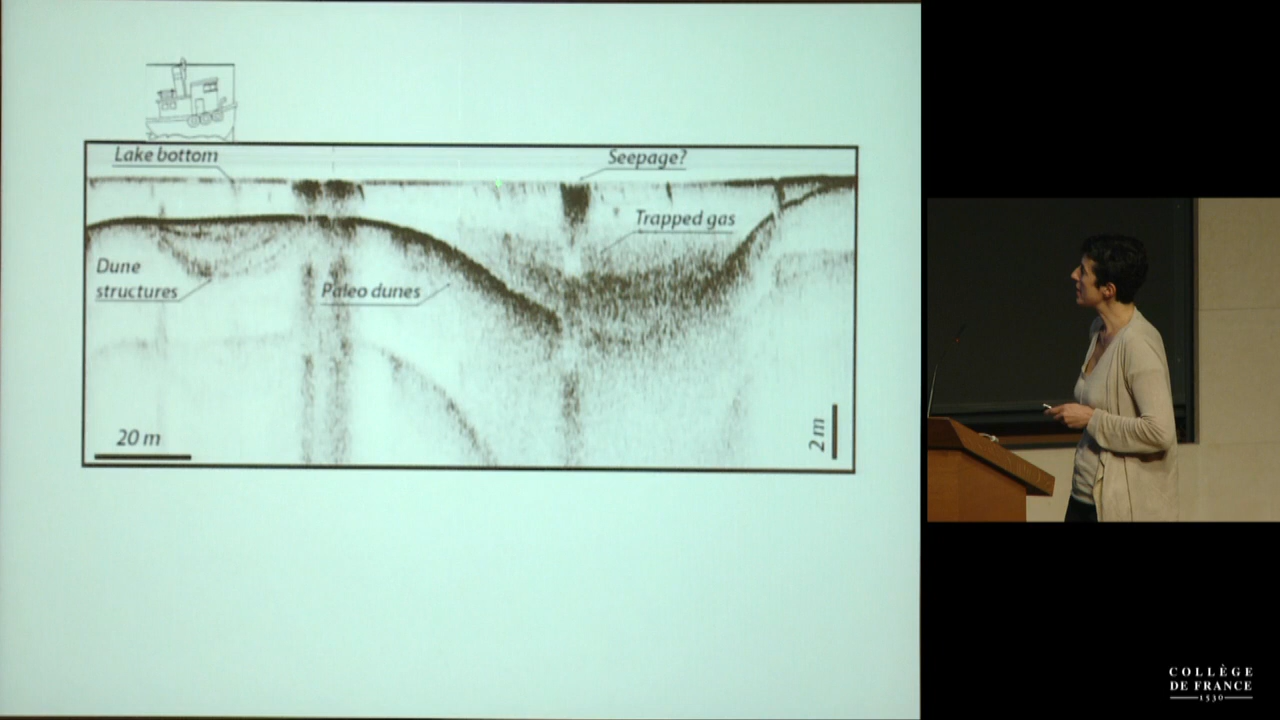 Lake bottom
Seepage?
Trapped gas
Dune
structures
Paleo dunes
20 m
2 m
COLLÈGE
DE FRANCE
1530